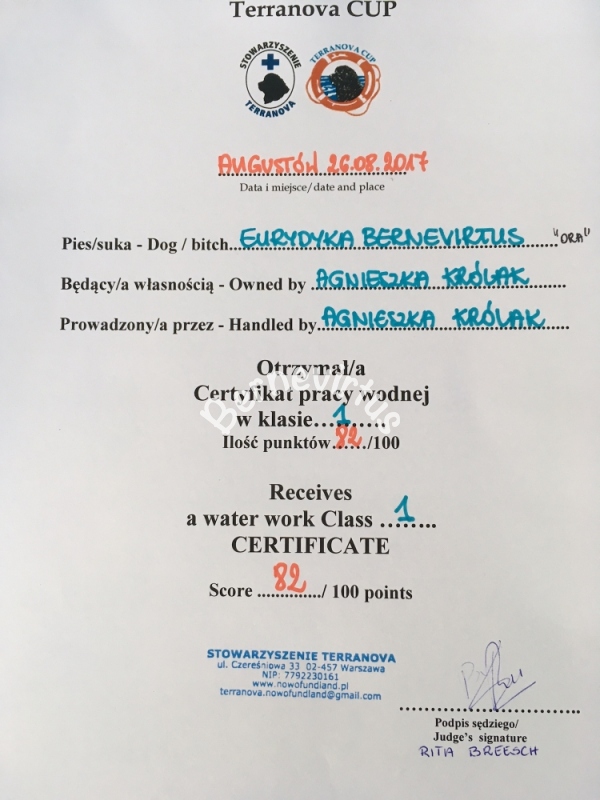 Terranova CUP
STOWARZYSZENIE TERRANOVA
TERRANOVA CUP
AUGUSTÓW 26.08.2017
Data i miejsce/date and place
Pies/suka - Dog / bitch...EURYDYKA BERNEVIRTUS......"ORA"
Będący/a własnością - Owned by .AGNIESZKA KRÓLAK
Prowadzony/a przez - Handled by.AGNIESZKA KRÓLAK
Otrzymał/a
Certyfikat pracy wodnej
Bernevirtus
w klasie....1........
Ilość punktów..82../100
Receives
a water work Class ...1.....
CERTIFICATE
Score ....82...../ 100 points
STOWARZYSZENIE TERRANOVA
ul. Czereśniowa 33 02-457 Warszawa
NIP: 7792230161
www.nowofundland.pl
terranova.nowofundland@gmail.com
Podpis sędziego/
Judge's signature
RITA BREESCH